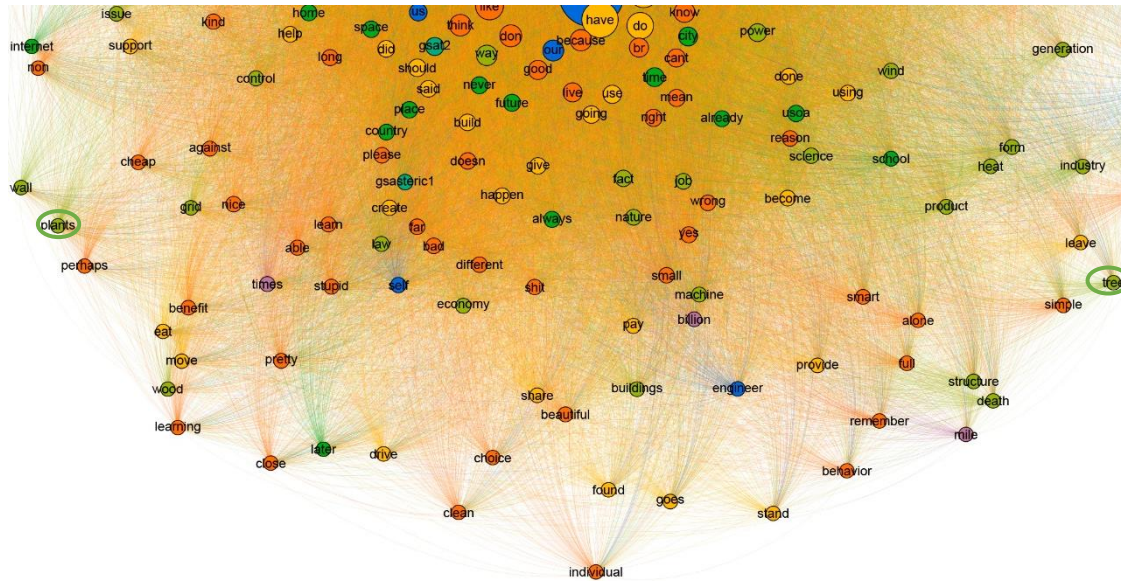 like
know
have
do
us
home
issue
kind
space
think
don
because
city
power
help
our
br
internet
support
did
gsat2
way
cant
generation
non
long
should
good
time
wind
control
said
never
live
use
mean
done
using
place
future
going
right
already
usoa
country
build
reason
cheap
against
please
doesn
give
science
school
form
heat
industry
wall
gsasteric1
fact
job
plants
grid
nice
create
happen
wrong
become
product
learn
far
always
nature
yes
able
law
bad
leave
perhaps
different
small
times
stupid
self
shit
machine
smart
simple
tree
benefit
economy
billion
alone
eat
pay
move
pretty
provide
full
wood
share
buildings
engineer
structure
death
learning
beautiful
remember
mile
later
close
drive
choice
behavior
found
goes
clean
stand
individual